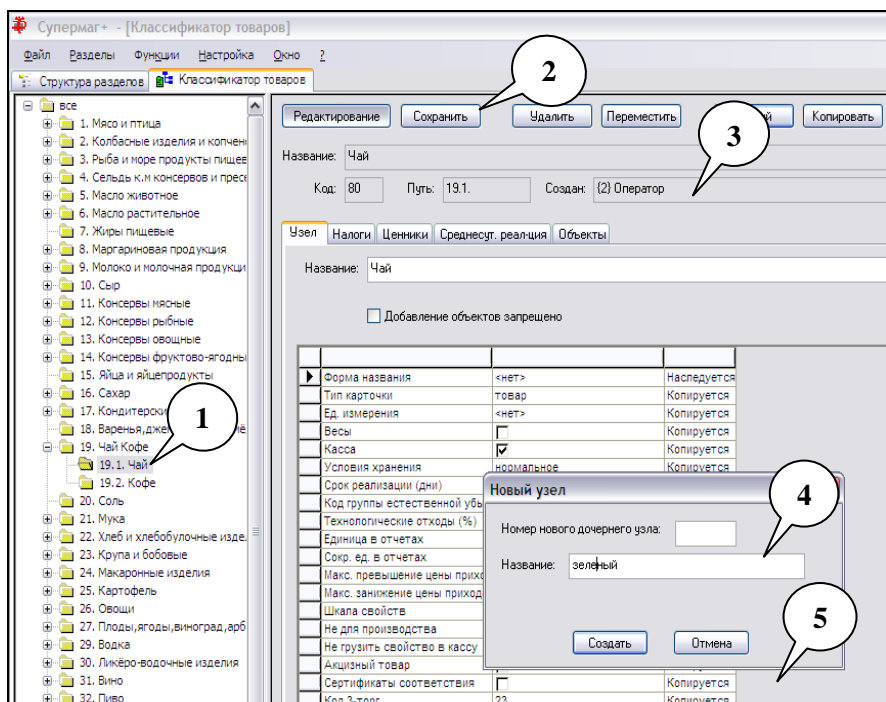 Супермаг+ - [Классификатор товаров]
Файл Разделы Функции Настройка Окно ?
Структура разделов Классификатор товаров
все
1. Мясо и птица
2. Колбасные изделия и копчен
3. Рыба и море продукты пищев
4. Сельдь к.м консервов и пресе
5. Масло животное
6. Масло растительное
7. Жиры пищевые
8. Маргариновая продукция
9. Молоко и молочная продукци
10. Сыр
11. Консервы мясные
12. Консервы рыбные
13. Консервы овощные
14. Консервы фруктово-ягодны
15. Яйца и яйцепродукты
16. Сахар
17. Кондитерск
18. Варенья,дже
19. Чай Кофе
19.1. Чай
19.2. Кофе
20. Соль
21. Мука
22. Хлеб и хлебобулочные изде.
23. Крупа и бобовые
24. Макаронные изделия
25. Картофель
26. Овощи
27. Плоды,ягоды,виноград,арб
29. Водка
30. Ликёро-водочные изделия
31. Вино
32. Пиво
1
2
3
Редактирование Сохранить Удалить Переместить Копировать
Название: Чай
Код: 80 Путь: 19.1. Создан: {2} Оператор
Узел Налоги Ценники Среднесут. реал-ция Объекты
Название: Чай
Добавление объектов запрещено
Форма названия <нет> Наследуется
Тип карточки товар Копируется
Ед. измерения <нет> Копируется
Весы Копируется
Касса Копируется
Условия хранения нормальное Копируется
Срок реализации (дни)
Код группы естественной убы
Технологические отходы (%)
Единица в отчетах
Сокр. ед. в отчетах
Макс. превышение цены прихо
Макс. занижение цены приход
Шкала свойств
Не для производства
Не грузить свойство в кассу
Акцизный товар
Сертификаты соответствия Копируется
Код 3-торг 23 Копируется
Новый узел
4
Номер нового дочернего узла:
Название: зеленый
Создать Отмена
5